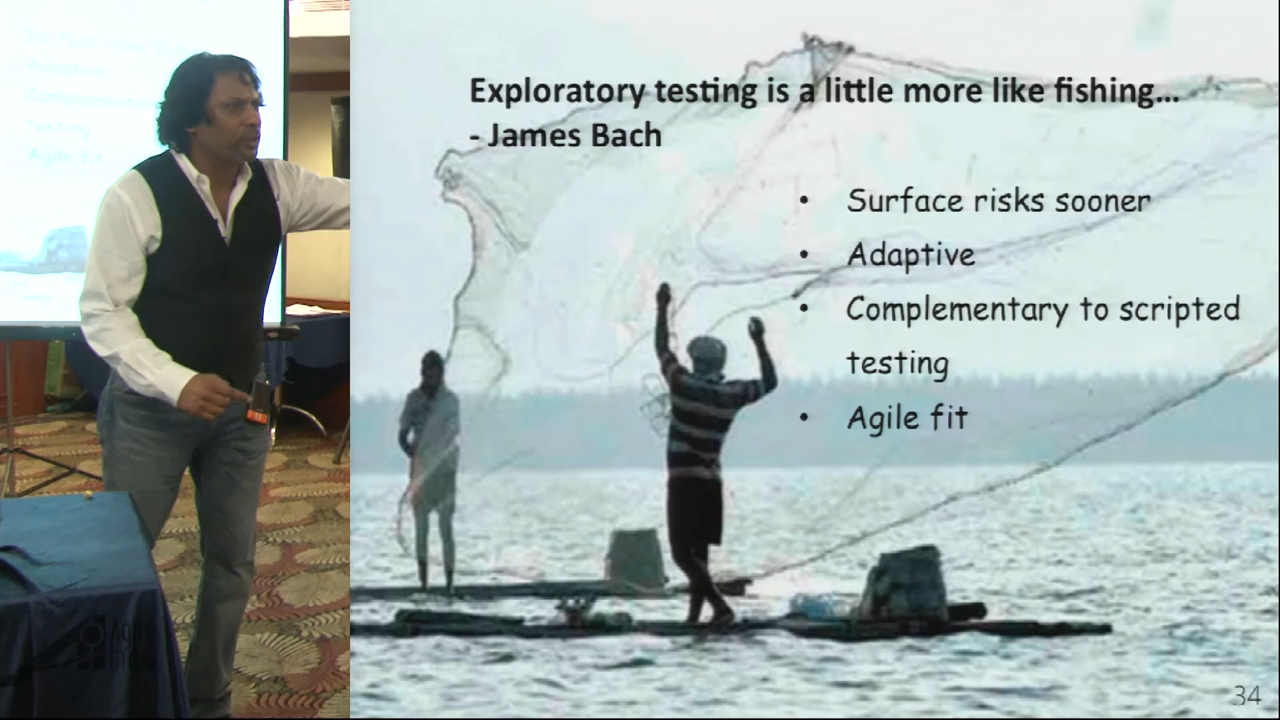 Exploratory testing is a little more like fishing...
- James Bach
• Surface risks sooner
• Adaptive
• Complementary to scripted
testing
• Agile fit
34